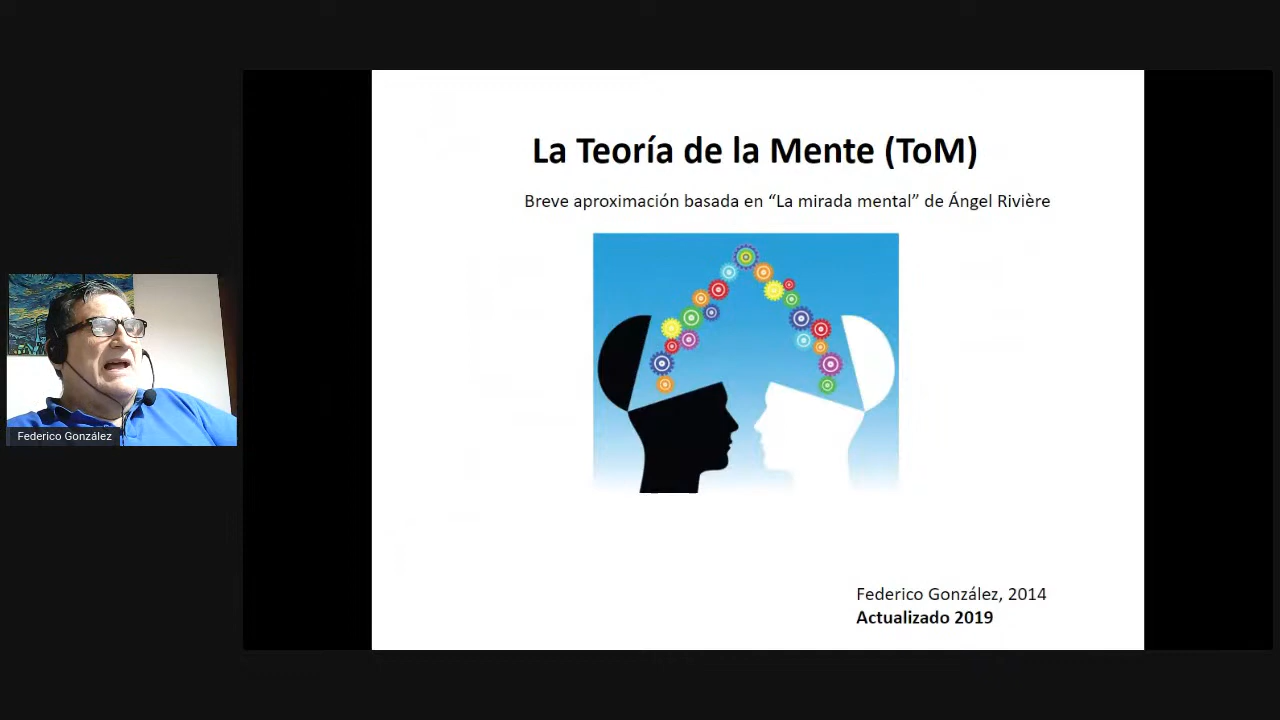 La Teoría de la Mente (ToM)
Breve aproximación basada en “La mirada mental” de Ángel Rivière
Federico González
Federico González, 2014
Actualizado 2019